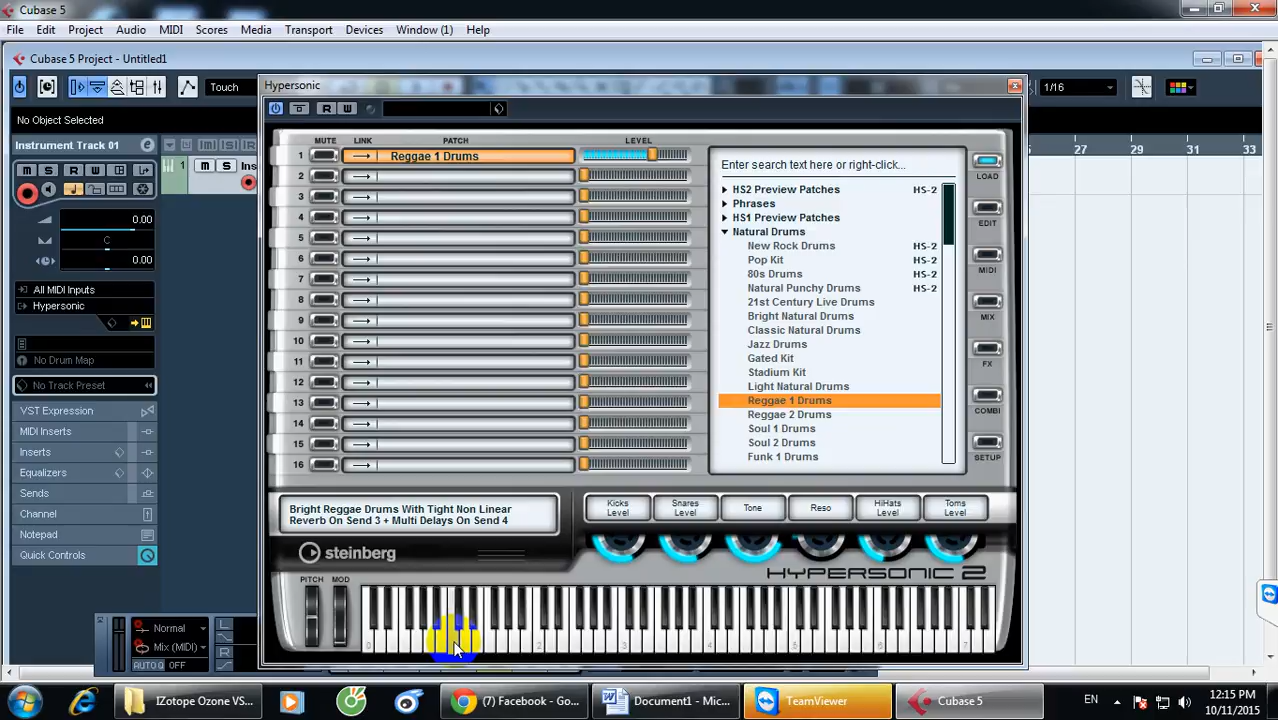 Cubase 5
File Edit Project Audio MIDI Scores Media Transport Devices Window (1) Help
Cubase 5 Project - Untitled1
Touch
1/16
No Object Selected
Instrument Track 01
M S R W
0.00
C
0.00
All MIDI Inputs
Hypersonic
No Drum Map
No Track Preset
VST Expression
MIDI Inserts
Inserts
Equalizers
Sends
Channel
Notepad
Quick Controls
1 M S Ins
27 29 31 33
Normal
Mix (MIDI)
AUTO Q OFF
Hypersonic
R W
MUTE LINK PATCH LEVEL
1 Reggae 1 Drums
2
3
4
5
6
7
8
9
10
11
12
13
14
15
16
Enter search text here or right-click...
HS2 Preview Patches HS-2
Phrases
HS1 Preview Patches
Natural Drums
New Rock Drums HS-2
Pop Kit HS-2
80s Drums HS-2
Natural Punchy Drums HS-2
21st Century Live Drums
Bright Natural Drums
Classic Natural Drums
Jazz Drums
Gated Kit
Stadium Kit
Light Natural Drums
Reggae 1 Drums
Reggae 2 Drums
Soul 1 Drums
Soul 2 Drums
Funk 1 Drums
LOAD
EDIT
MIDI
MIX
FX
COMBI
SETUP
Bright Reggae Drums With Tight Non Linear
Reverb On Send 3 + Multi Delays On Send 4
Kicks Level
Snares Level
Tone
Reso
HiHats Level
Toms Level
steinberg
HYPERSONIC 2
PITCH MOD
0 2 3 4 5 6 7
IZotope Ozone VS...
(7) Facebook - Go...
Document1 - Micr...
TeamViewer
Cubase 5
EN
12:15 PM
10/11/2015